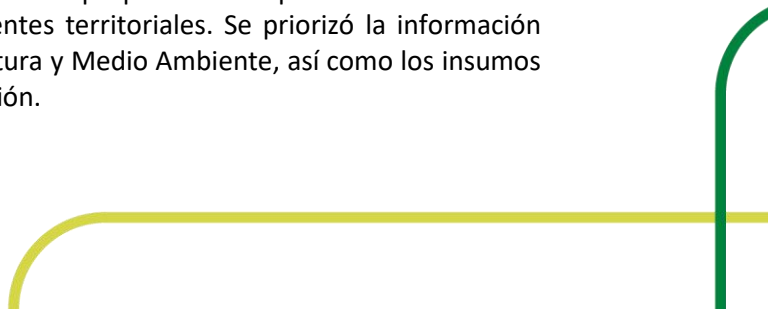 entes territoriales. Se priorizó la información
tura y Medio Ambiente, así como los insumos
ión.